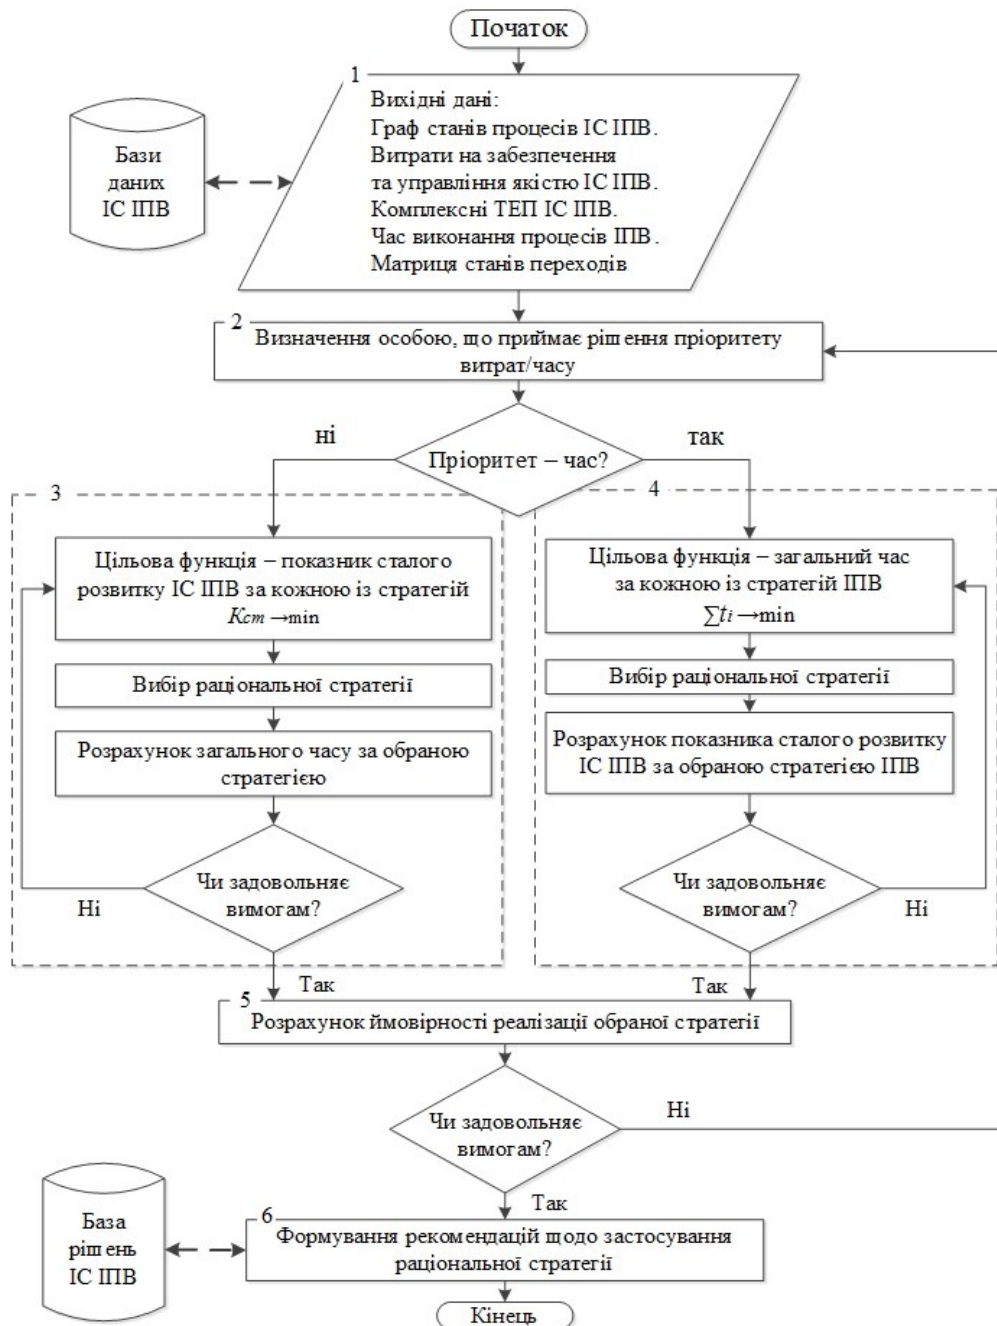 Початок
1
Вихідні дані:
Граф станів процесів ІС ІПВ.
Витрати на забезпечення
та управління якістю ІС ІПВ.
Комплексні ТЕП ІС ІПВ.
Час виконання процесів ІПВ.
Матриця станів переходів
Бази
даних
ІС ІПВ
2
Визначення особою, що приймає рішення пріоритету
витрат/часу
ні
Пріоритет – час?
так
3
Цільова функція – показник сталого
розвитку ІС ІПВ за кожною із стратегій
Kст →min
Вибір раціональної стратегії
Розрахунок загального часу за обраною
стратегією
Чи задовольняє
вимогам?
Ні
Так
4
Цільова функція – загальний час
за кожною із стратегій ІПВ
∑ti →min
Вибір раціональної стратегії
Розрахунок показника сталого розвитку
ІС ІПВ за обраною стратегією ІПВ
Чи задовольняє
вимогам?
Ні
Так
5
Розрахунок ймовірності реалізації обраної стратегії
Чи задовольняє
вимогам?
Ні
Так
База
рішень
ІС ІПВ
6
Формування рекомендацій щодо застосування
раціональної стратегії
Кінець